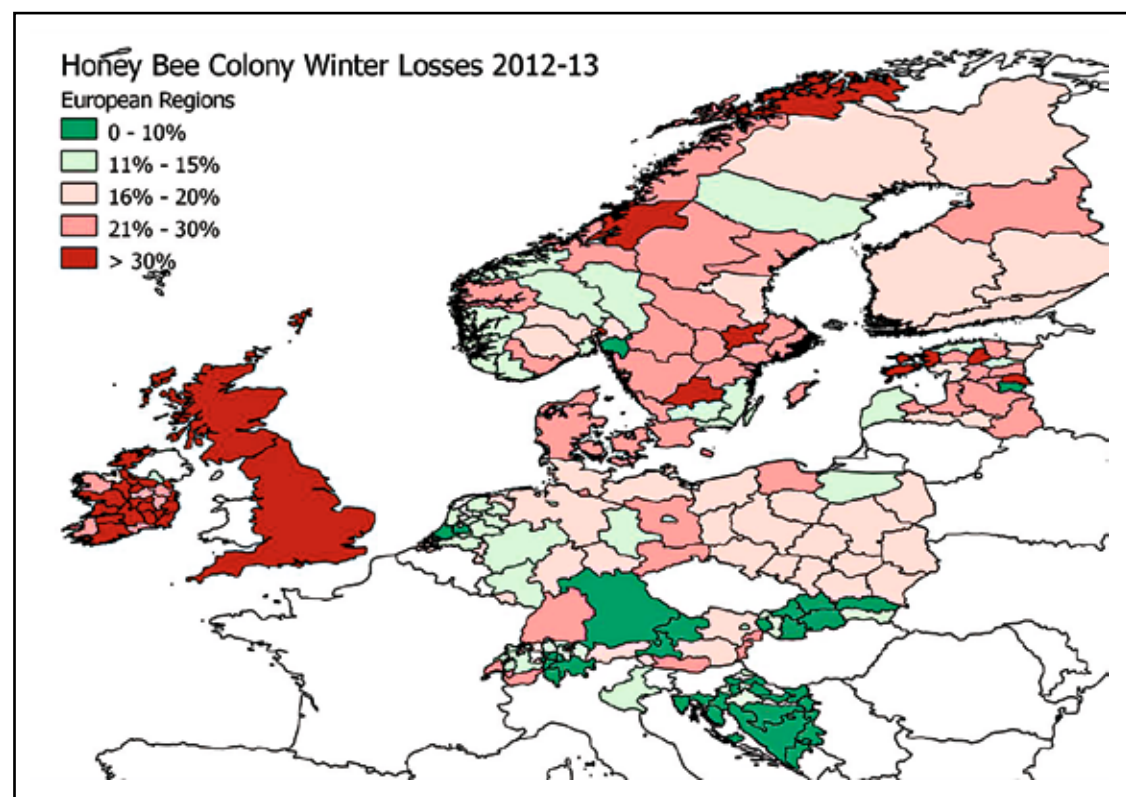 Honey Bee Colony Winter Losses 2012-13
European Regions
0 - 10%
11% - 15%
16% - 20%
21% - 30%
> 30%